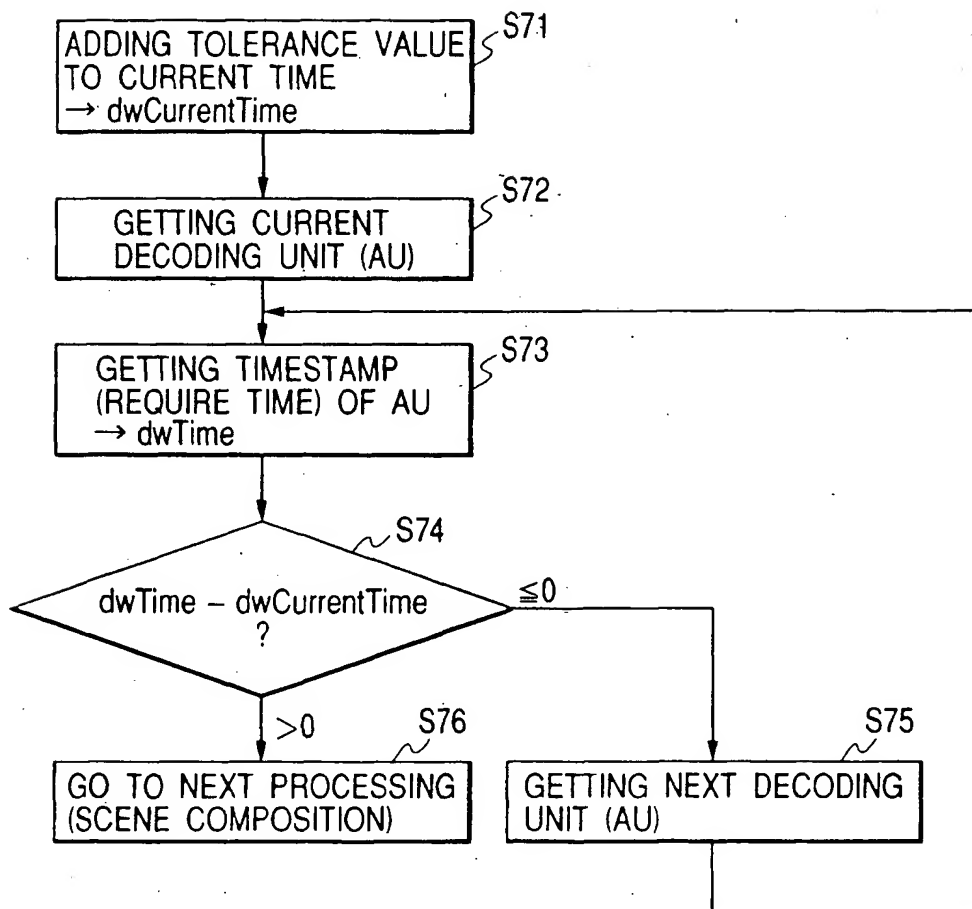 ADDING TOLERANCE VALUE
TO CURRENT TIME
→ dwCurrentTime
S71
GETTING CURRENT
DECODING UNIT (AU)
S72
GETTING TIMESTAMP
(REQUIRE TIME) OF AU
→ dwTime
S73
S74
dwTime – dwCurrentTime
?
≦0
>0
S76
GO TO NEXT PROCESSING
(SCENE COMPOSITION)
S75
GETTING NEXT DECODING
UNIT (AU)